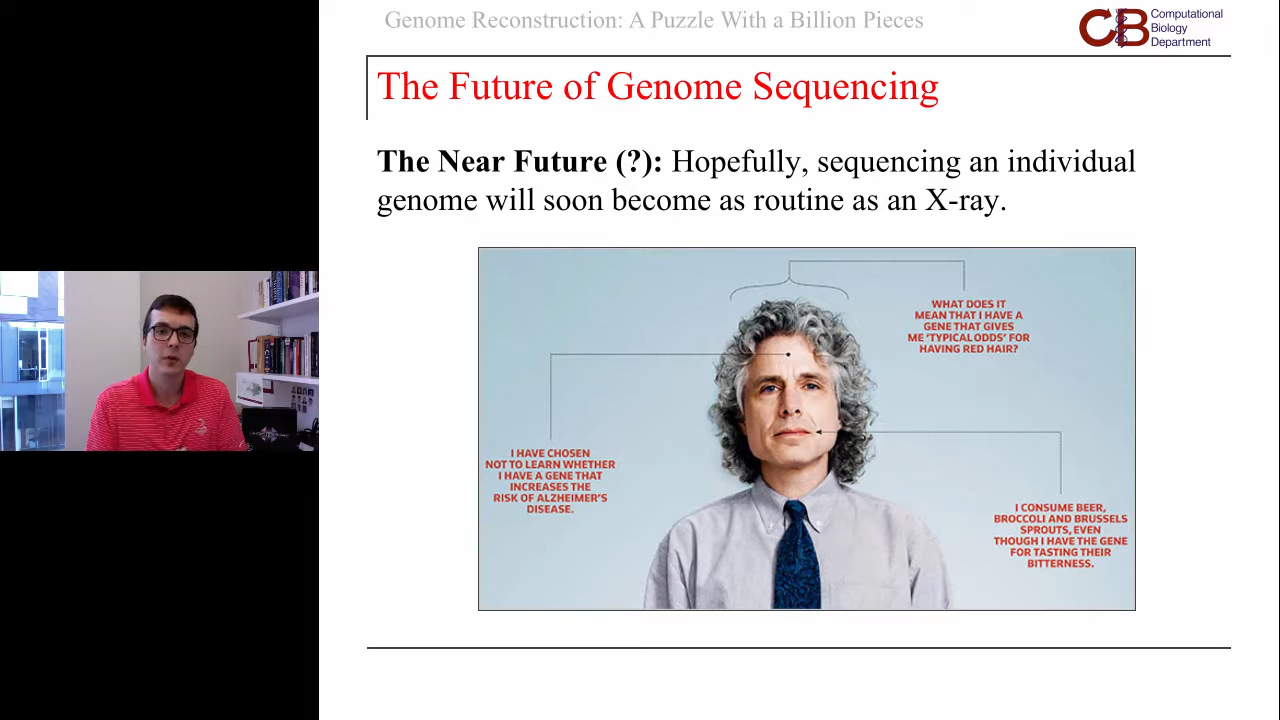 Genome Reconstruction: A Puzzle With a Billion Pieces
CB Computational
Biology
Department
The Future of Genome Sequencing
The Near Future (?): Hopefully, sequencing an individual
genome will soon become as routine as an X-ray.
WHAT DOES IT
MEAN THAT I HAVE A
GENE THAT GIVES
ME 'TYPICAL ODDS' FOR
HAVING RED HAIR?
I HAVE CHOSEN
NOT TO LEARN WHETHER
I HAVE A GENE THAT
INCREASES THE
RISK OF ALZHEIMER'S
DISEASE.
I CONSUME BEER,
BROCCOLI AND BRUSSELS
SPROUTS, EVEN
THOUGH I HAVE THE GENE
FOR TASTING THEIR
BITTERNESS.